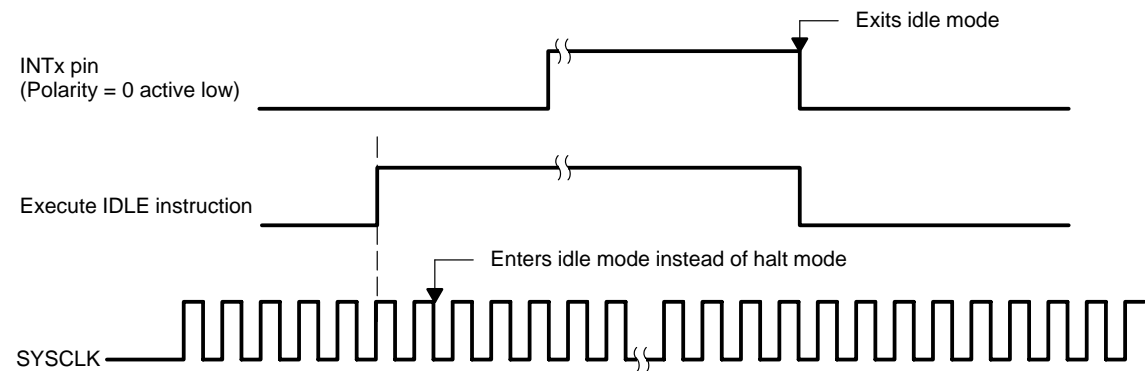 Exits idle mode
INTx pin
(Polarity = 0 active low)
Execute IDLE instruction
Enters idle mode instead of halt mode
SYSCLK